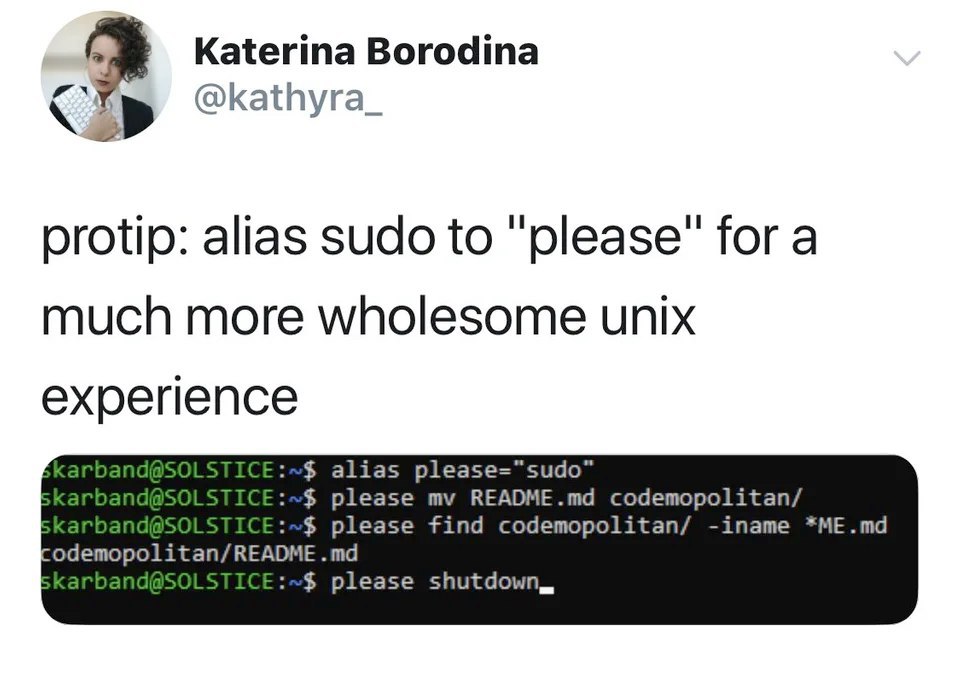 Katerina Borodina
@kathyra_
protip: alias sudo to "please" for a
much more wholesome unix
experience
skarband@SOLSTICE:~$ alias please="sudo"
skarband@SOLSTICE:~$ please mv README.md codemopolitan/
skarband@SOLSTICE:~$ please find codemopolitan/ -iname *ME.md
codemopolitan/README.md
skarband@SOLSTICE:~$ please shutdown_